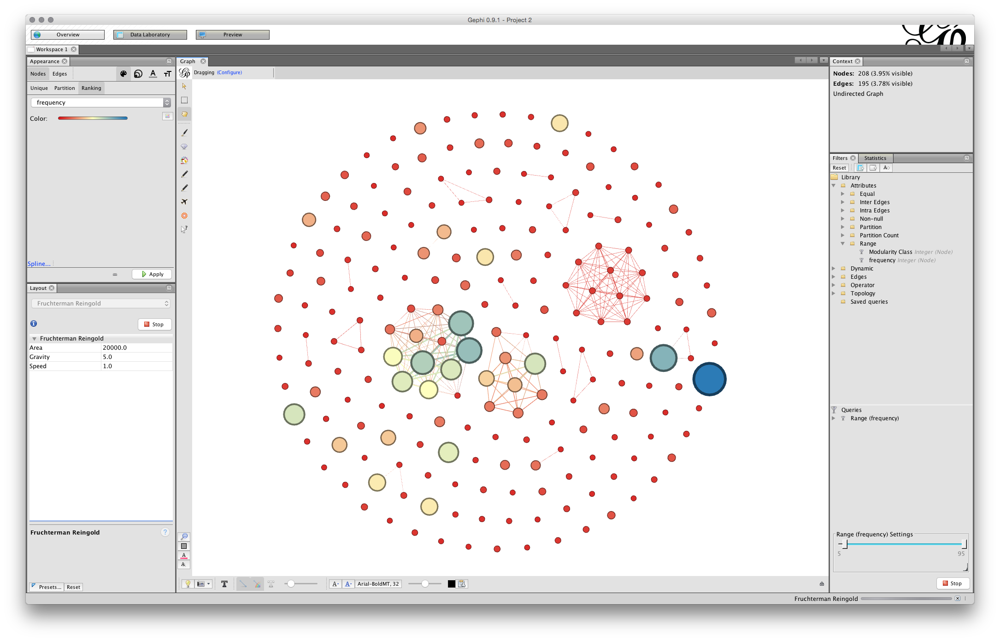 Gephi 0.9.1 - Project 2
Overview
Data Laboratory
Preview
Workspace 1
Appearance
Nodes
Edges
Unique
Partition
Ranking
frequency
Color:
Spline...
Apply
Layout
Fruchterman Reingold
Stop
Fruchterman Reingold
Area 20000.0
Gravity 5.0
Speed 1.0
Fruchterman Reingold
?
Presets...
Reset
Graph
Dragging (Configure)
Arial-BoldMT, 32
Context
Nodes: 208 (3.95% visible)
Edges: 195 (3.78% visible)
Undirected Graph
Filters
Statistics
Reset
Library
Attributes
Equal
Inter Edges
Intra Edges
Non-null
Partition
Partition Count
Range
Modularity Class Integer (Node)
frequency Integer (Node)
Dynamic
Edges
Operator
Topology
Saved queries
Queries
Range (frequency)
Range (frequency) Settings
5 95
Stop
Fruchterman Reingold